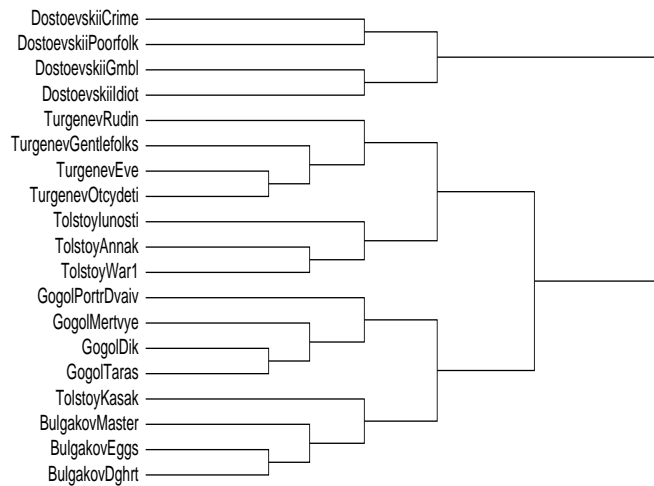 DostoevskiiCrime
DostoevskiiPoorfolk
DostoevskiiGmbl
DostoevskiiIdiot
TurgenevRudin
TurgenevGentlefolks
TurgenevEve
TurgenevOtcydeti
TolstoyIunosti
TolstoyAnnak
TolstoyWar1
GogolPortrDvaiv
GogolMertvye
GogolDik
GogolTaras
TolstoyKasak
BulgakovMaster
BulgakovEggs
BulgakovDghrt